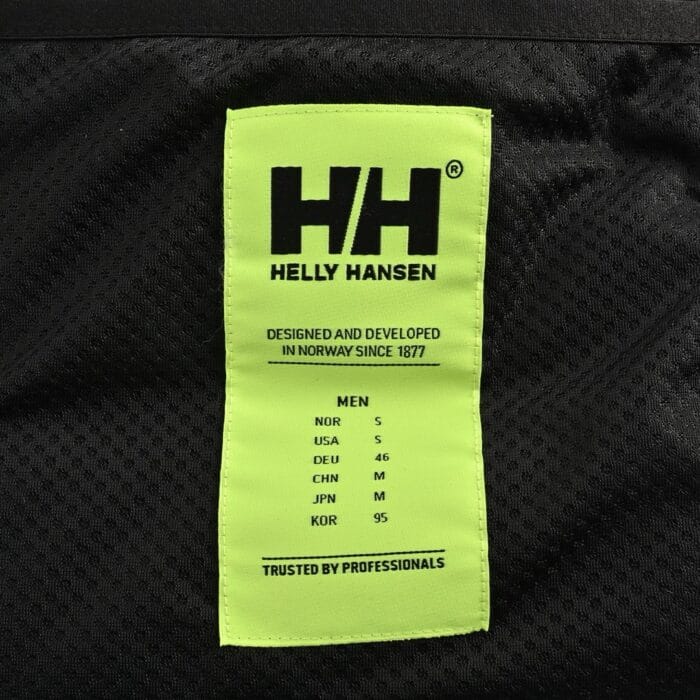 H/H®
HELLY HANSEN
DESIGNED AND DEVELOPED
IN NORWAY SINCE 1877
MEN
NOR S
USA S
DEU 46
CHN M
JPN M
KOR 95
TRUSTED BY PROFESSIONALS